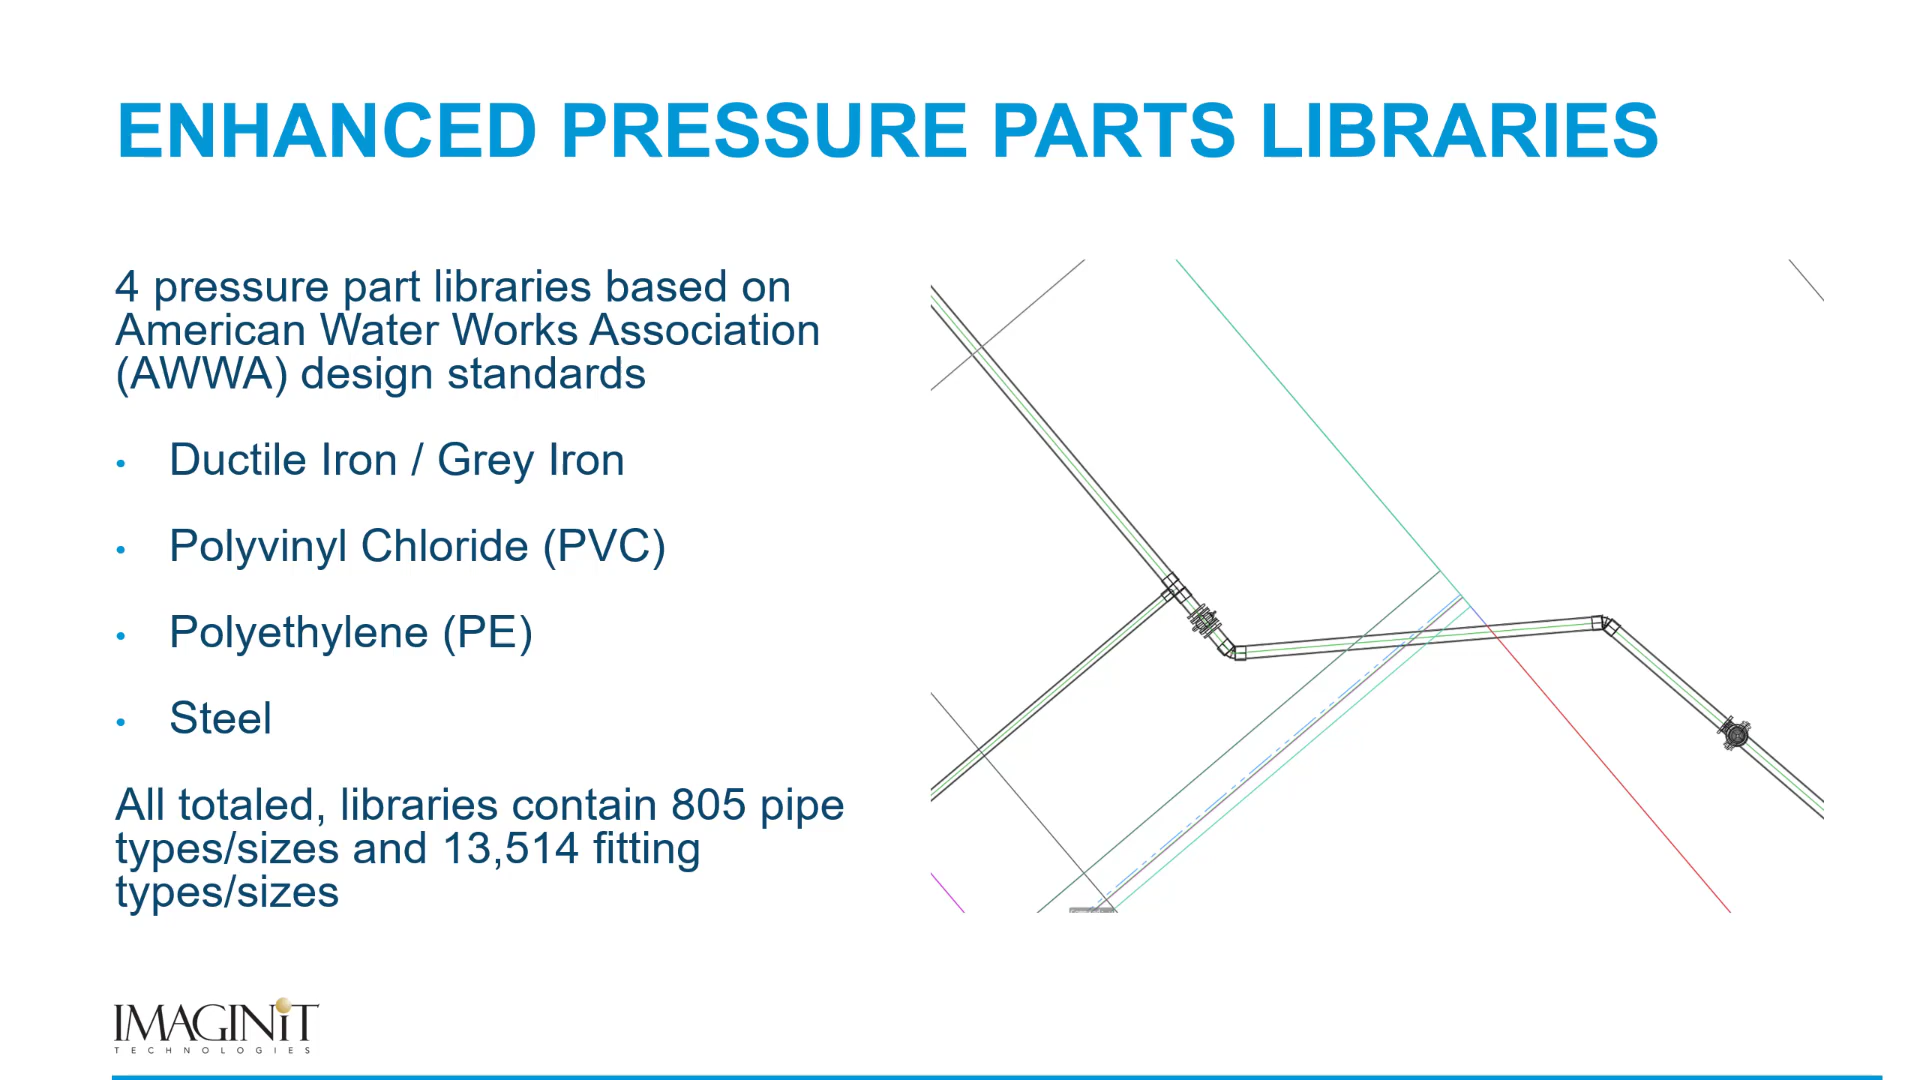 ENHANCED PRESSURE PARTS LIBRARIES
4 pressure part libraries based on
American Water Works Association
(AWWA) design standards
• Ductile Iron / Grey Iron
• Polyvinyl Chloride (PVC)
• Polyethylene (PE)
• Steel
All totaled, libraries contain 805 pipe
types/sizes and 13,514 fitting
types/sizes
IMAGINiT
TECHNOLOGIES